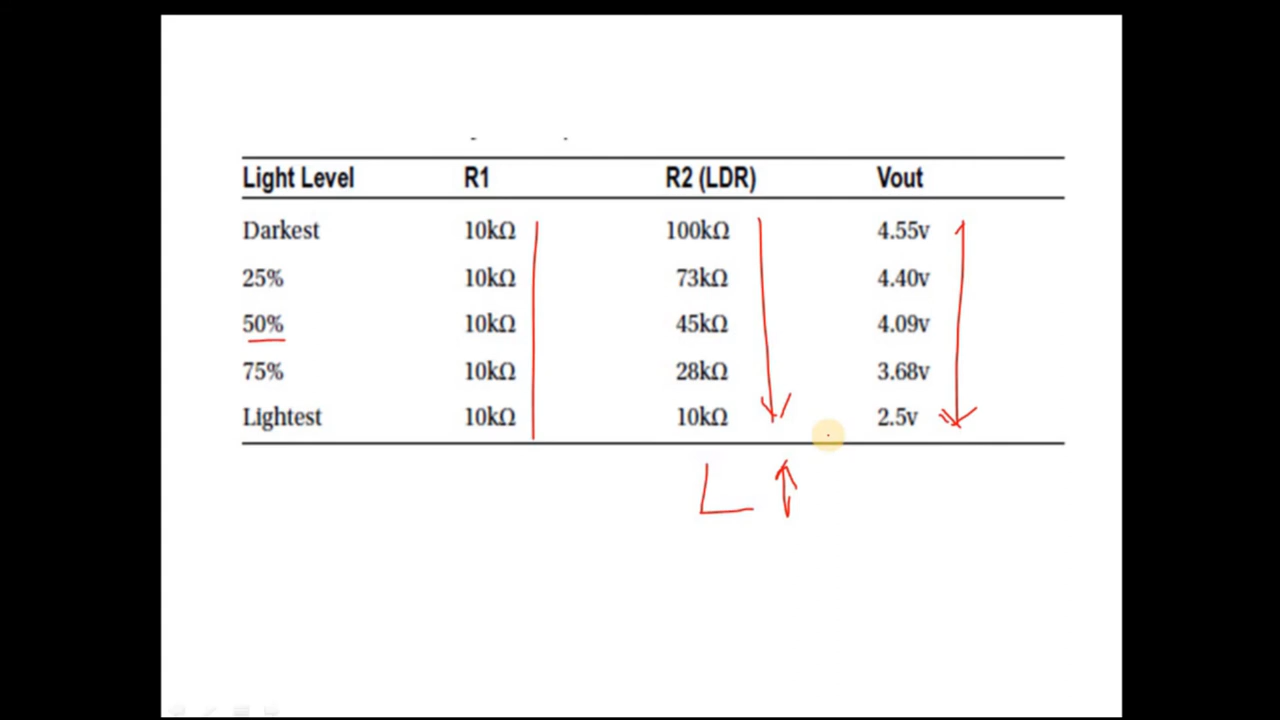 Light Level R1 R2 (LDR) Vout
Darkest 10kΩ 100kΩ 4.55v
25% 10kΩ 73kΩ 4.40v
50% 10kΩ 45kΩ 4.09v
75% 10kΩ 28kΩ 3.68v
Lightest 10kΩ 10kΩ 2.5v
L ↑